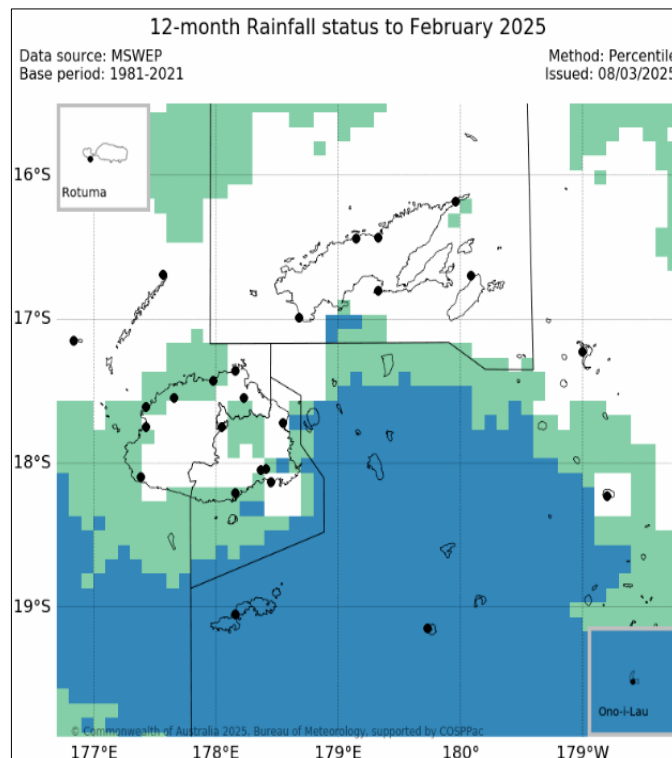 12-month Rainfall status to February 2025
Data source: MSWEP
Method: Percentile
Base period: 1981-2021
Issued: 08/03/2025
Rotuma
16°S
17°S
18°S
19°S
Ono-i-Lau
© Commonwealth of Australia 2025, Bureau of Meteorology, supported by COSPPac
177°E
178°E
179°E
180°
179°W